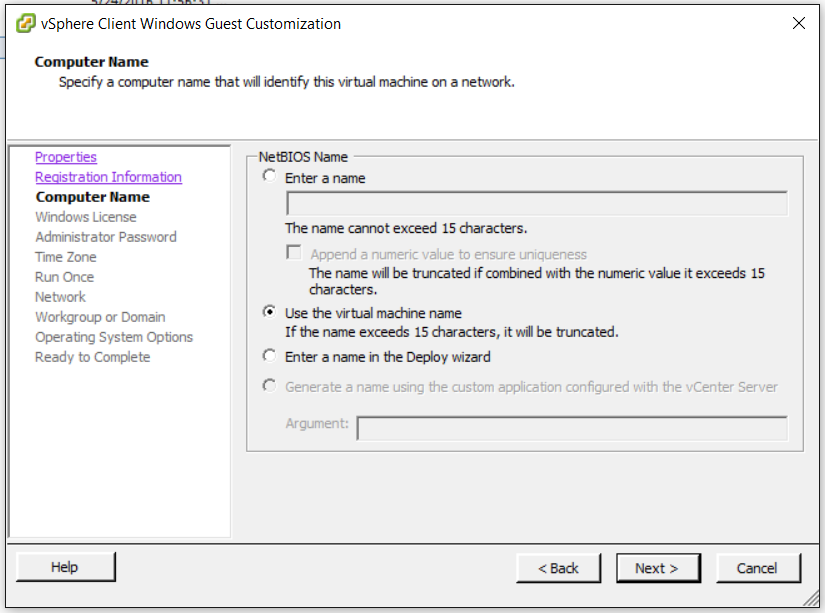 vSphere Client Windows Guest Customization
Computer Name
Specify a computer name that will identify this virtual machine on a network.
Properties
Registration Information
Computer Name
Windows License
Administrator Password
Time Zone
Run Once
Network
Workgroup or Domain
Operating System Options
Ready to Complete
NetBIOS Name
Enter a name
The name cannot exceed 15 characters.
Append a numeric value to ensure uniqueness
The name will be truncated if combined with the numeric value it exceeds 15
characters.
Use the virtual machine name
If the name exceeds 15 characters, it will be truncated.
Enter a name in the Deploy wizard
Generate a name using the custom application configured with the vCenter Server
Argument:
Help
< Back
Next >
Cancel